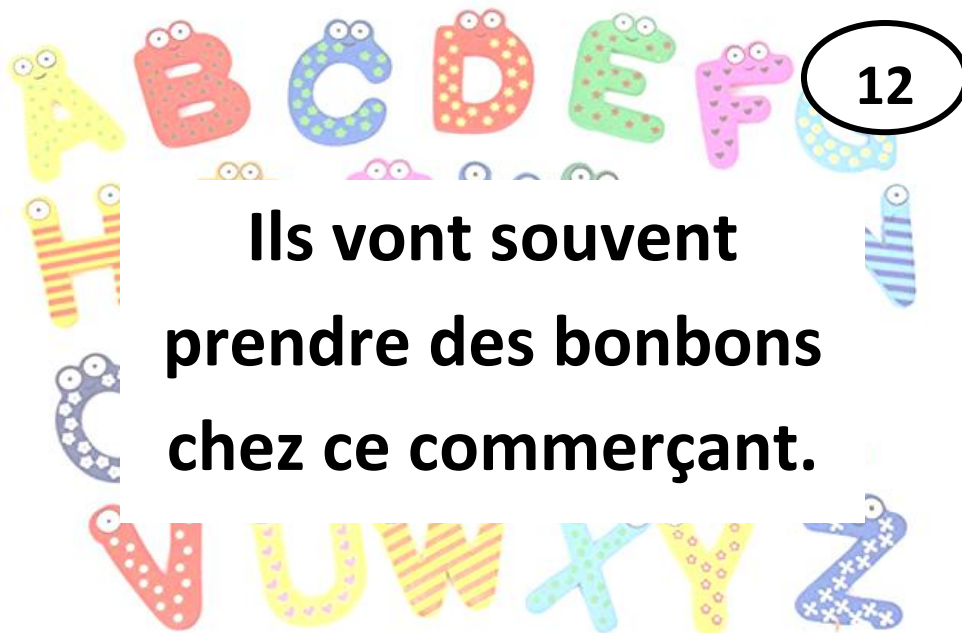 12
Ils vont souvent
prendre des bonbons
chez ce commerçant.
A B C D E F G
H N
V U W X Y Z